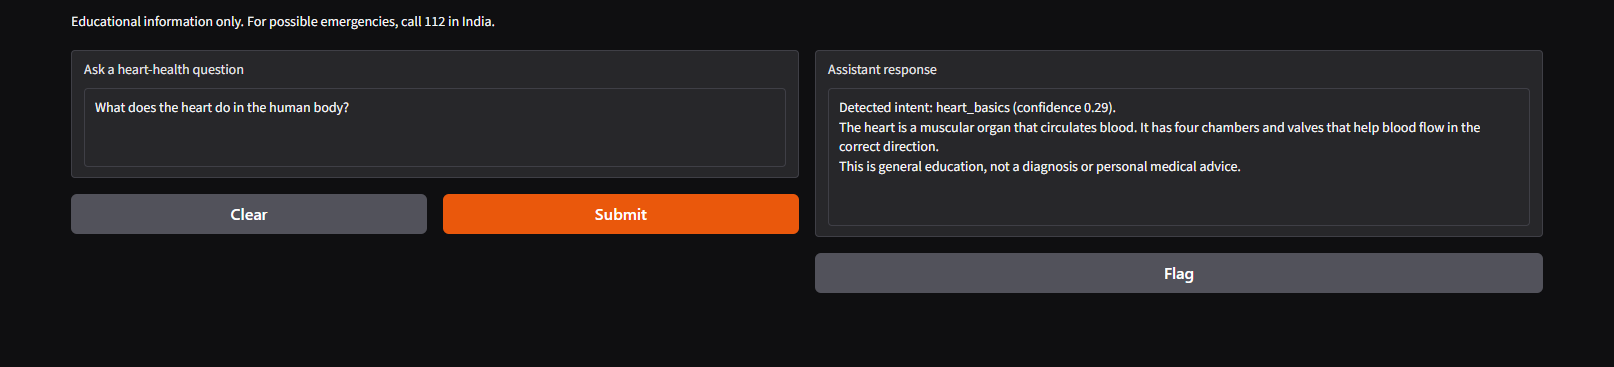 Educational information only. For possible emergencies, call 112 in India.
Ask a heart-health question
What does the heart do in the human body?
Clear
Submit
Assistant response
Detected intent: heart_basics (confidence 0.29).
The heart is a muscular organ that circulates blood. It has four chambers and valves that help blood flow in the
correct direction.
This is general education, not a diagnosis or personal medical advice.
Flag